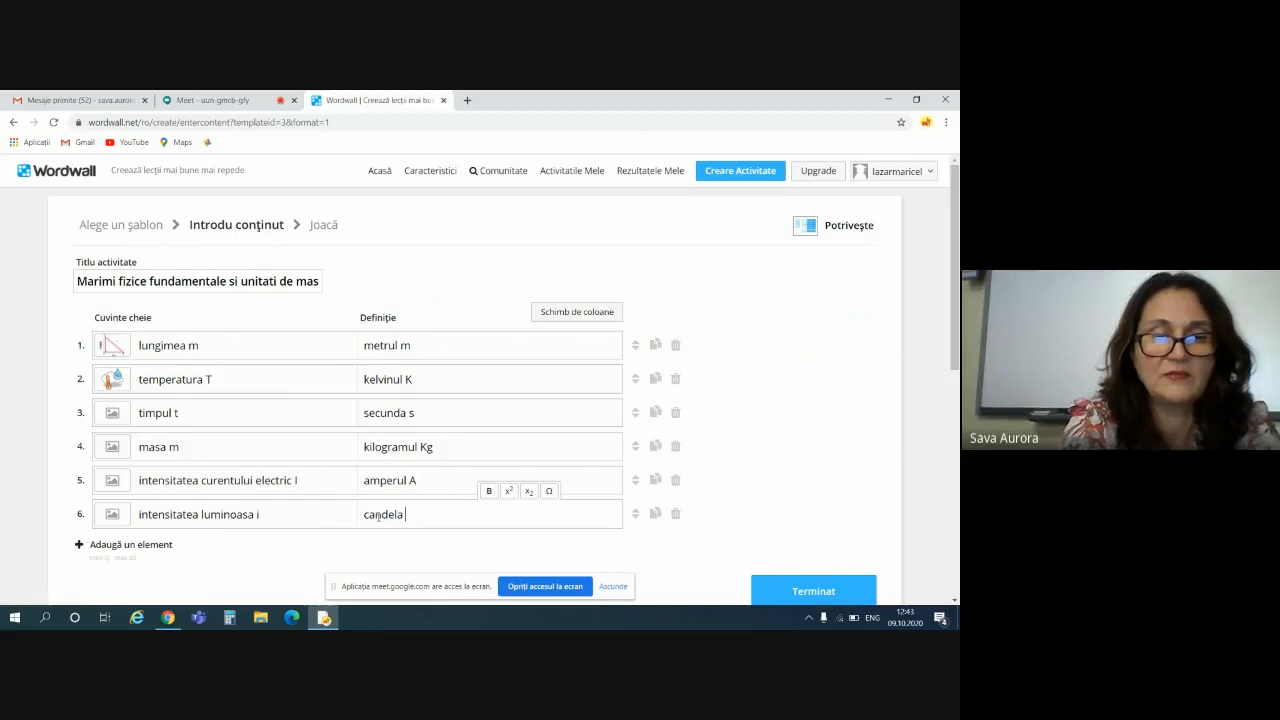 Mesaje primite (52) - sava.aurora
Meet – uun-gmcb-gfy
Wordwall | Creează lecții mai bu
wordwall.net/ro/create/entercontent?templateid=3&format=1
Aplicații Gmail YouTube Maps
Wordwall Creează lecții mai bune mai repede Acasă Caracteristici Comunitate Activitatile Mele Rezultatele Mele Creare Activitate Upgrade lazarmaricel
Alege un șablon Introdu conținut Joacă Potrivește
Titlu activitate
Marimi fizice fundamentale si unitati de mas
Schimb de coloane
Cuvinte cheie Definiție
1. lungimea m metrul m
2. temperatura T kelvinul K
3. timpul t secunda s
4. masa m kilogramul Kg
5. intensitatea curentului electric I amperul A
B x² x₂ Ω
6. intensitatea luminoasa i candela
Adaugă un element
Aplicația meet.google.com are acces la ecran. Opriți accesul la ecran Ascunde
Terminat
ENG
12:43
09.10.2020
4
Sava Aurora